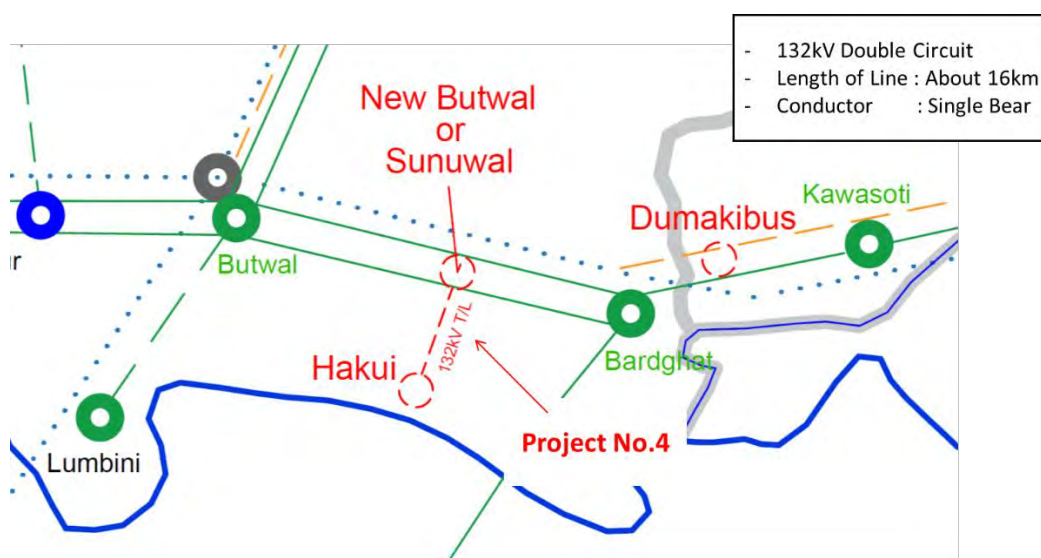 - 132kV Double Circuit
- Length of Line : About 16km
- Conductor : Single Bear
New Butwal
or
Sunuwal
Kawasoti
Dumakibus
Butwal
ur
132kV T/L
Hakui
Bardghat
Project No.4
Lumbini